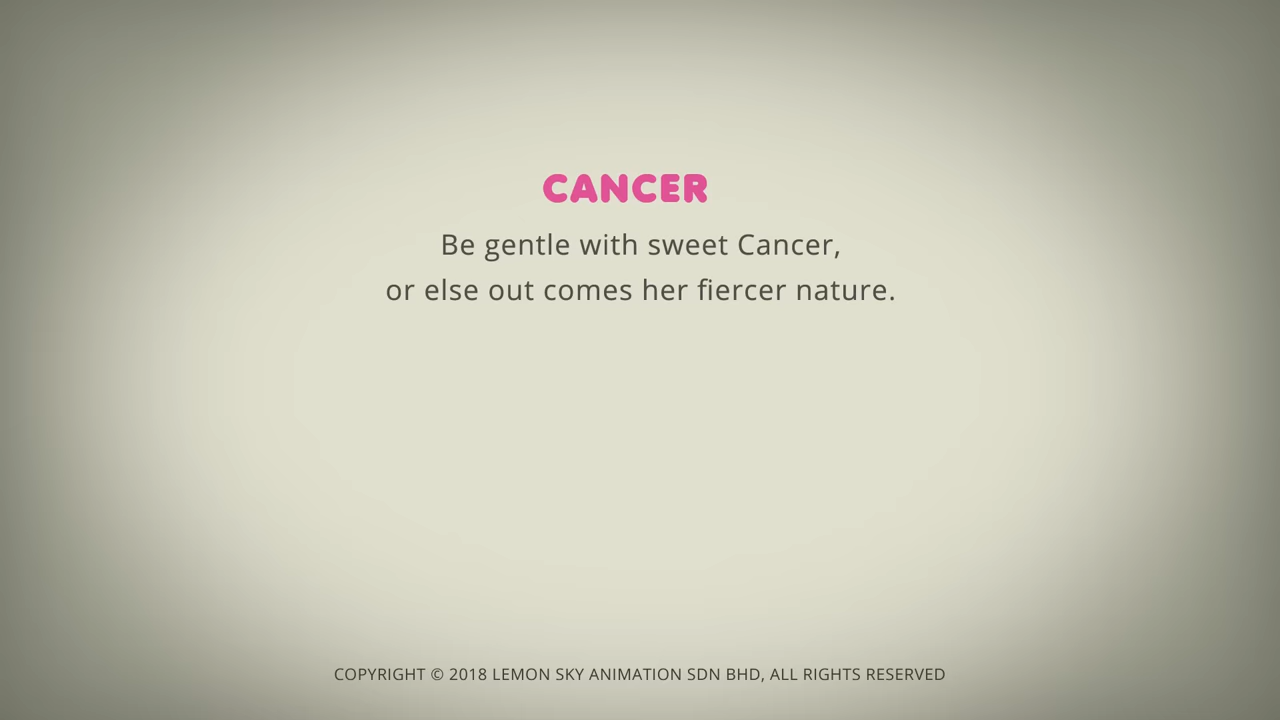 CANCER
Be gentle with sweet Cancer,
or else out comes her fiercer nature.
COPYRIGHT © 2018 LEMON SKY ANIMATION SDN BHD, ALL RIGHTS RESERVED